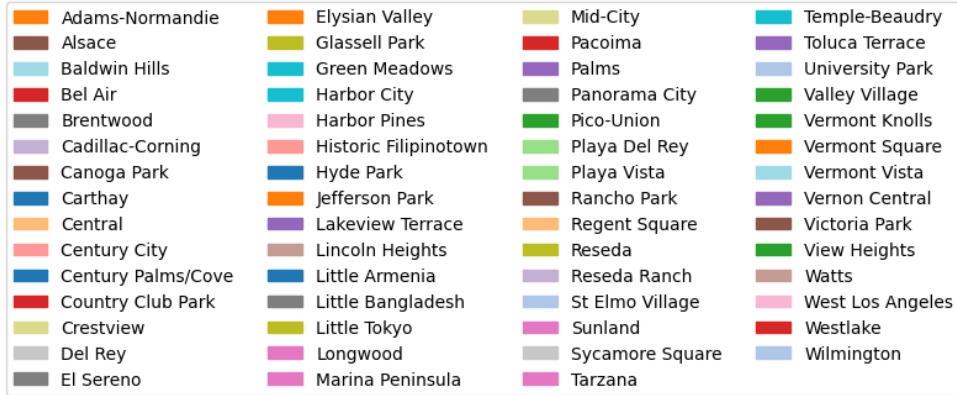 Adams-Normandie
Alsace
Baldwin Hills
Bel Air
Brentwood
Cadillac-Corning
Canoga Park
Carthay
Central
Century City
Century Palms/Cove
Country Club Park
Crestview
Del Rey
El Sereno
Elysian Valley
Glassell Park
Green Meadows
Harbor City
Harbor Pines
Historic Filipinotown
Hyde Park
Jefferson Park
Lakeview Terrace
Lincoln Heights
Little Armenia
Little Bangladesh
Little Tokyo
Longwood
Marina Peninsula
Mid-City
Pacoima
Palms
Panorama City
Pico-Union
Playa Del Rey
Playa Vista
Rancho Park
Regent Square
Reseda
Reseda Ranch
St Elmo Village
Sunland
Sycamore Square
Tarzana
Temple-Beaudry
Toluca Terrace
University Park
Valley Village
Vermont Knolls
Vermont Square
Vermont Vista
Vernon Central
Victoria Park
View Heights
Watts
West Los Angeles
Westlake
Wilmington